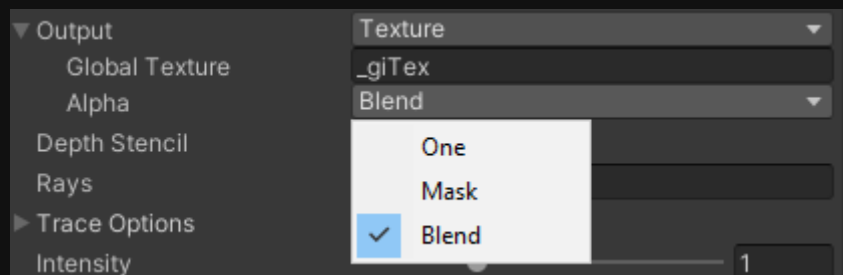 Output Texture
Global Texture _giTex
Alpha Blend
Depth Stencil
One
Mask
Rays
Trace Options
Blend
Intensity 1